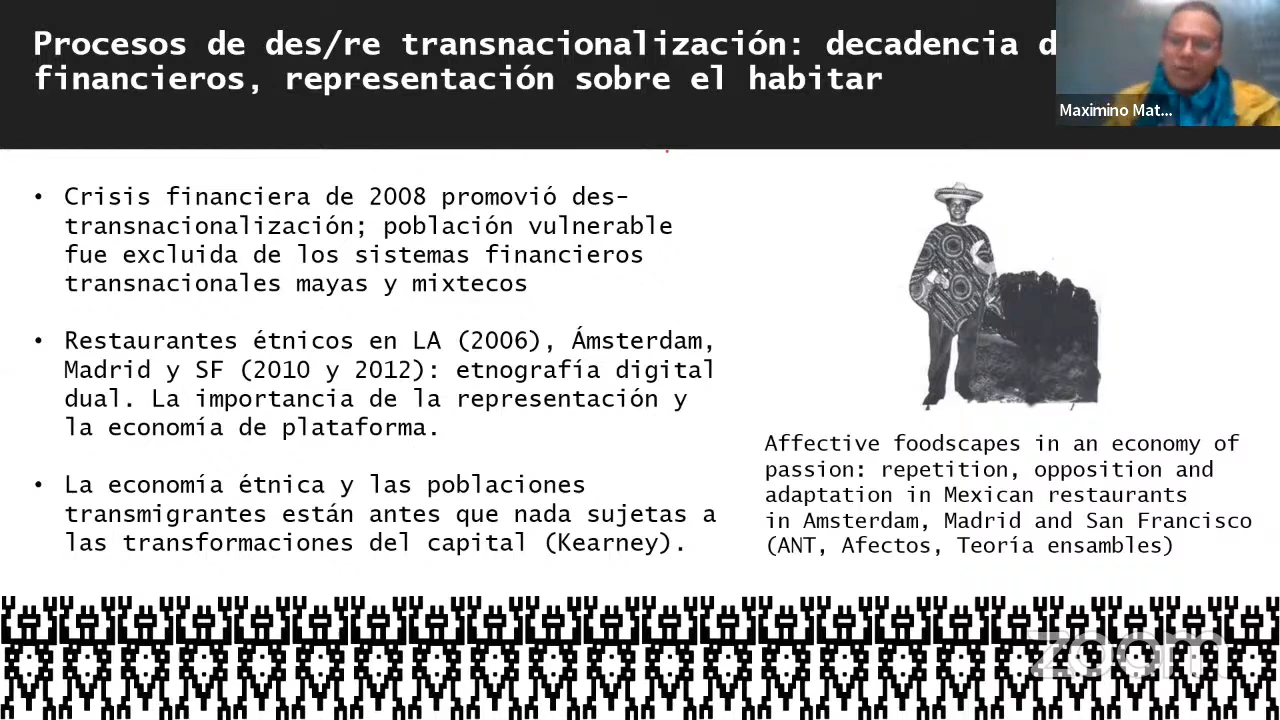 Procesos de des/re transnacionalización: decadencia d
financieros, representación sobre el habitar
Maximino Mat...
• Crisis financiera de 2008 promovió des-
transnacionalización; población vulnerable
fue excluida de los sistemas financieros
transnacionales mayas y mixtecos
• Restaurantes étnicos en LA (2006), Ámsterdam,
Madrid y SF (2010 y 2012): etnografía digital
dual. La importancia de la representación y
la economía de plataforma.
• La economía étnica y las poblaciones
transmigrantes están antes que nada sujetas a
las transformaciones del capital (Kearney).
Affective foodscapes in an economy of
passion: repetition, opposition and
adaptation in Mexican restaurants
in Amsterdam, Madrid and San Francisco
(ANT, Afectos, Teoría ensambles)
zoom